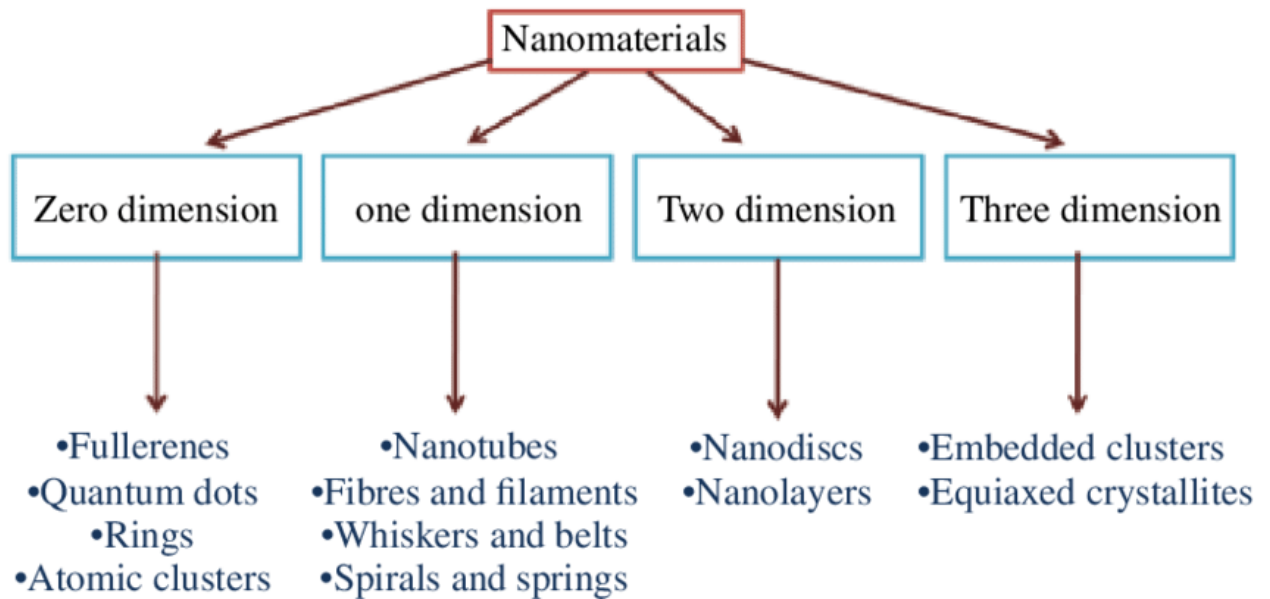 Nanomaterials
Zero dimension
one dimension
Two dimension
Three dimension
•Fullerenes
•Quantum dots
•Rings
•Atomic clusters
•Nanotubes
•Fibres and filaments
•Whiskers and belts
•Spirals and springs
•Nanodiscs
•Nanolayers
•Embedded clusters
•Equiaxed crystallites